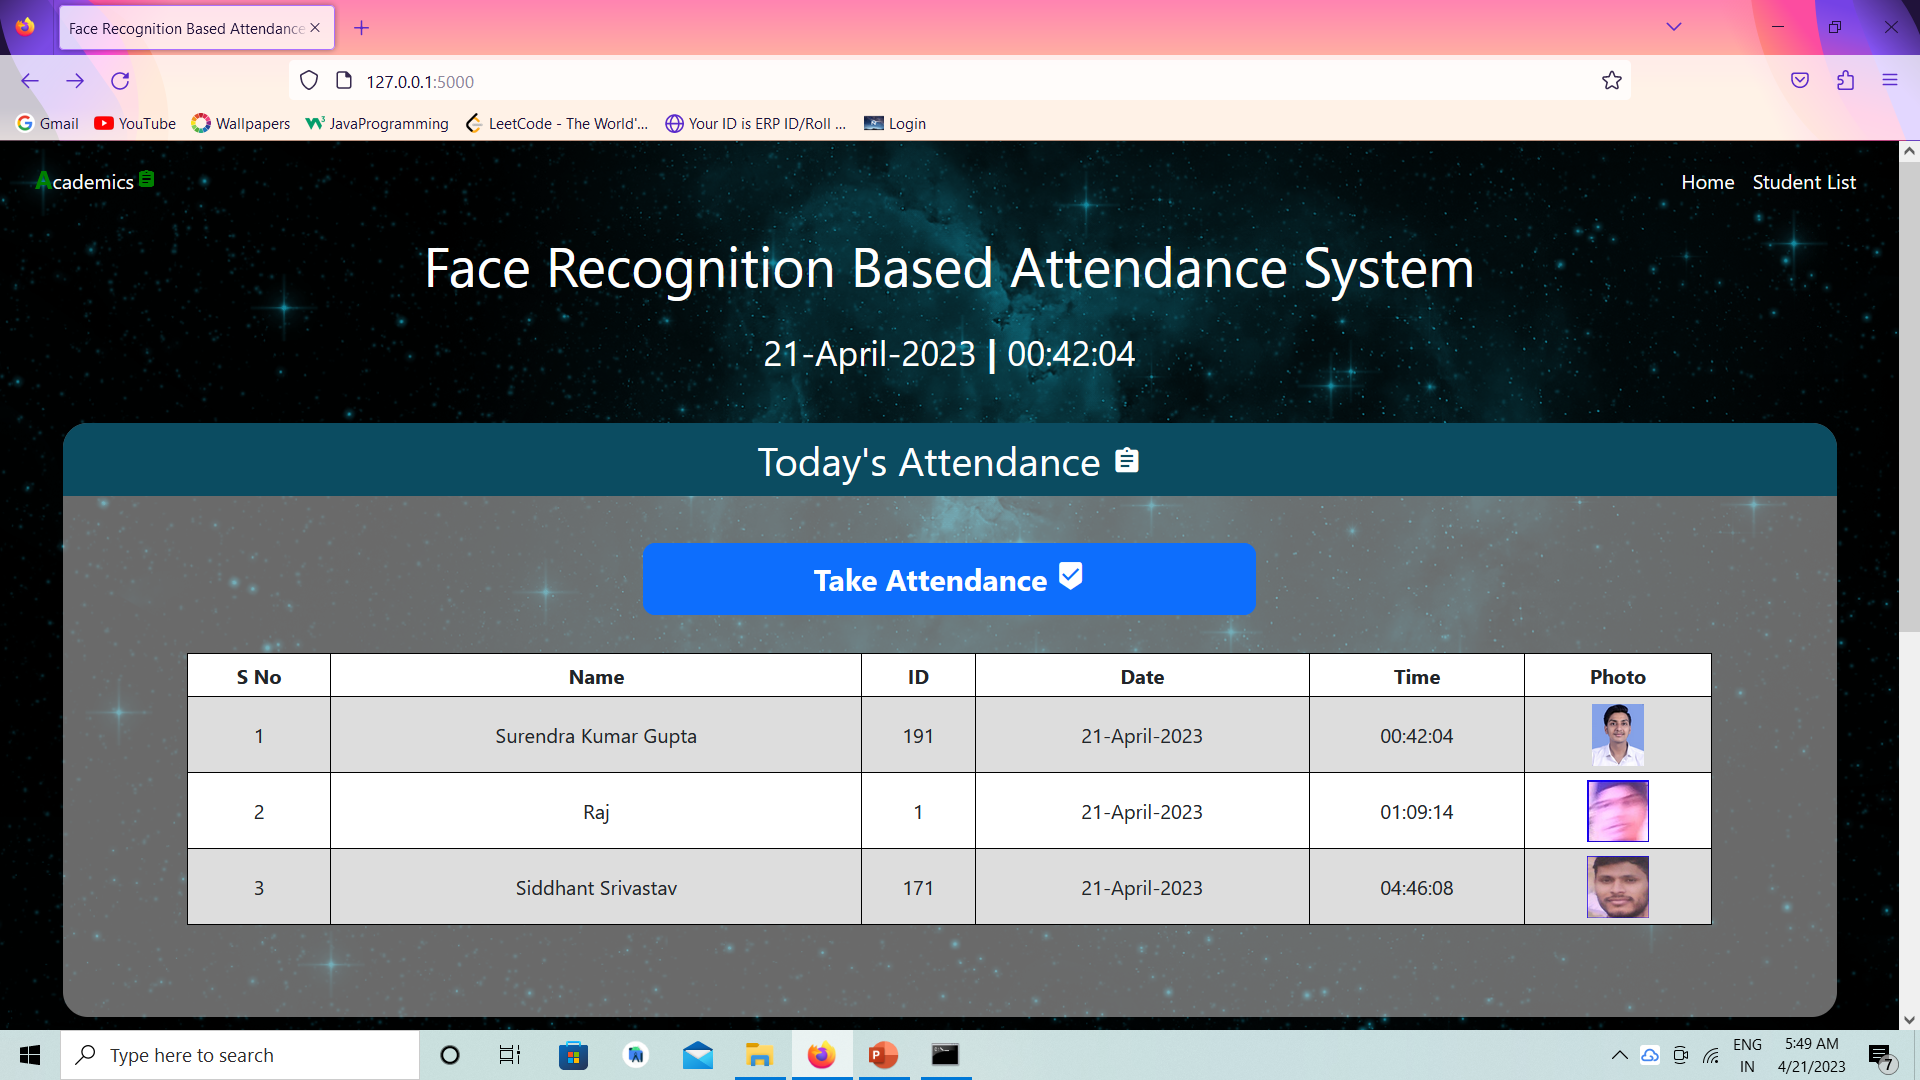 Face Recognition Based Attendance
127.0.0.1:5000
Gmail YouTube Wallpapers JavaProgramming LeetCode - The World'... Your ID is ERP ID/Roll ... Login
Academics Home Student List
Face Recognition Based Attendance System
21-April-2023 | 00:42:04
Today's Attendance
Take Attendance
S No Name ID Date Time Photo
1 Surendra Kumar Gupta 191 21-April-2023 00:42:04
2 Raj 1 21-April-2023 01:09:14
3 Siddhant Srivastav 171 21-April-2023 04:46:08
Type here to search ENG 5:49 AM
IN 4/21/2023 7